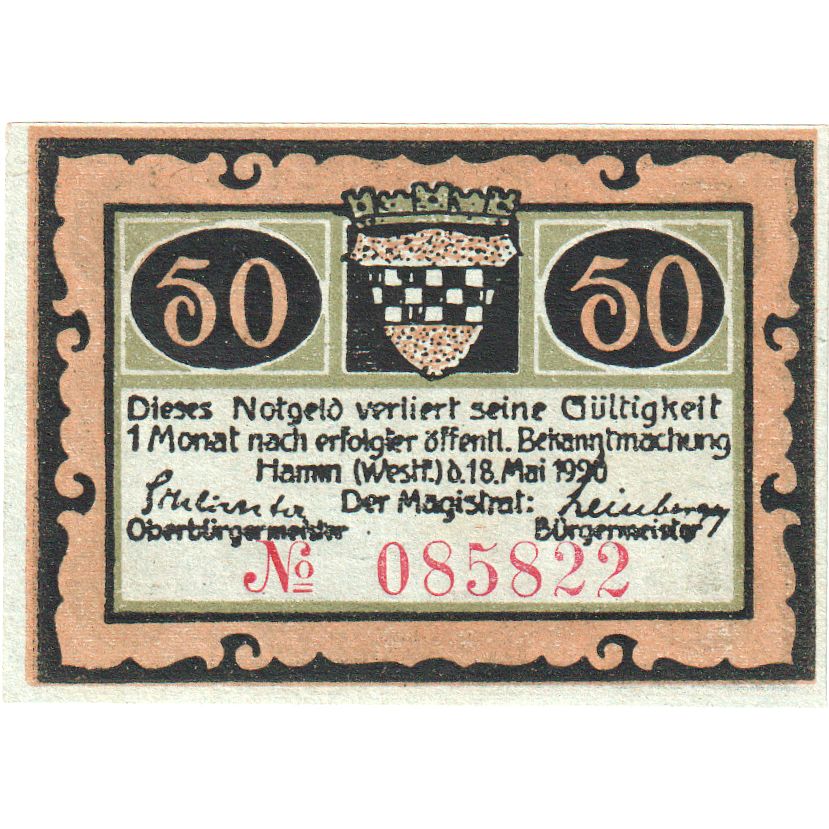 50 50
Dieses Notgeld verliert seine Gültigkeit
1 Monat nach erfolgter öffentl. Bekanntmachung
Hamm (Westf.) d. 18. Mai 1920
Der Magistrat:
Oberbürgermeister Bürgermeister
№ 085822